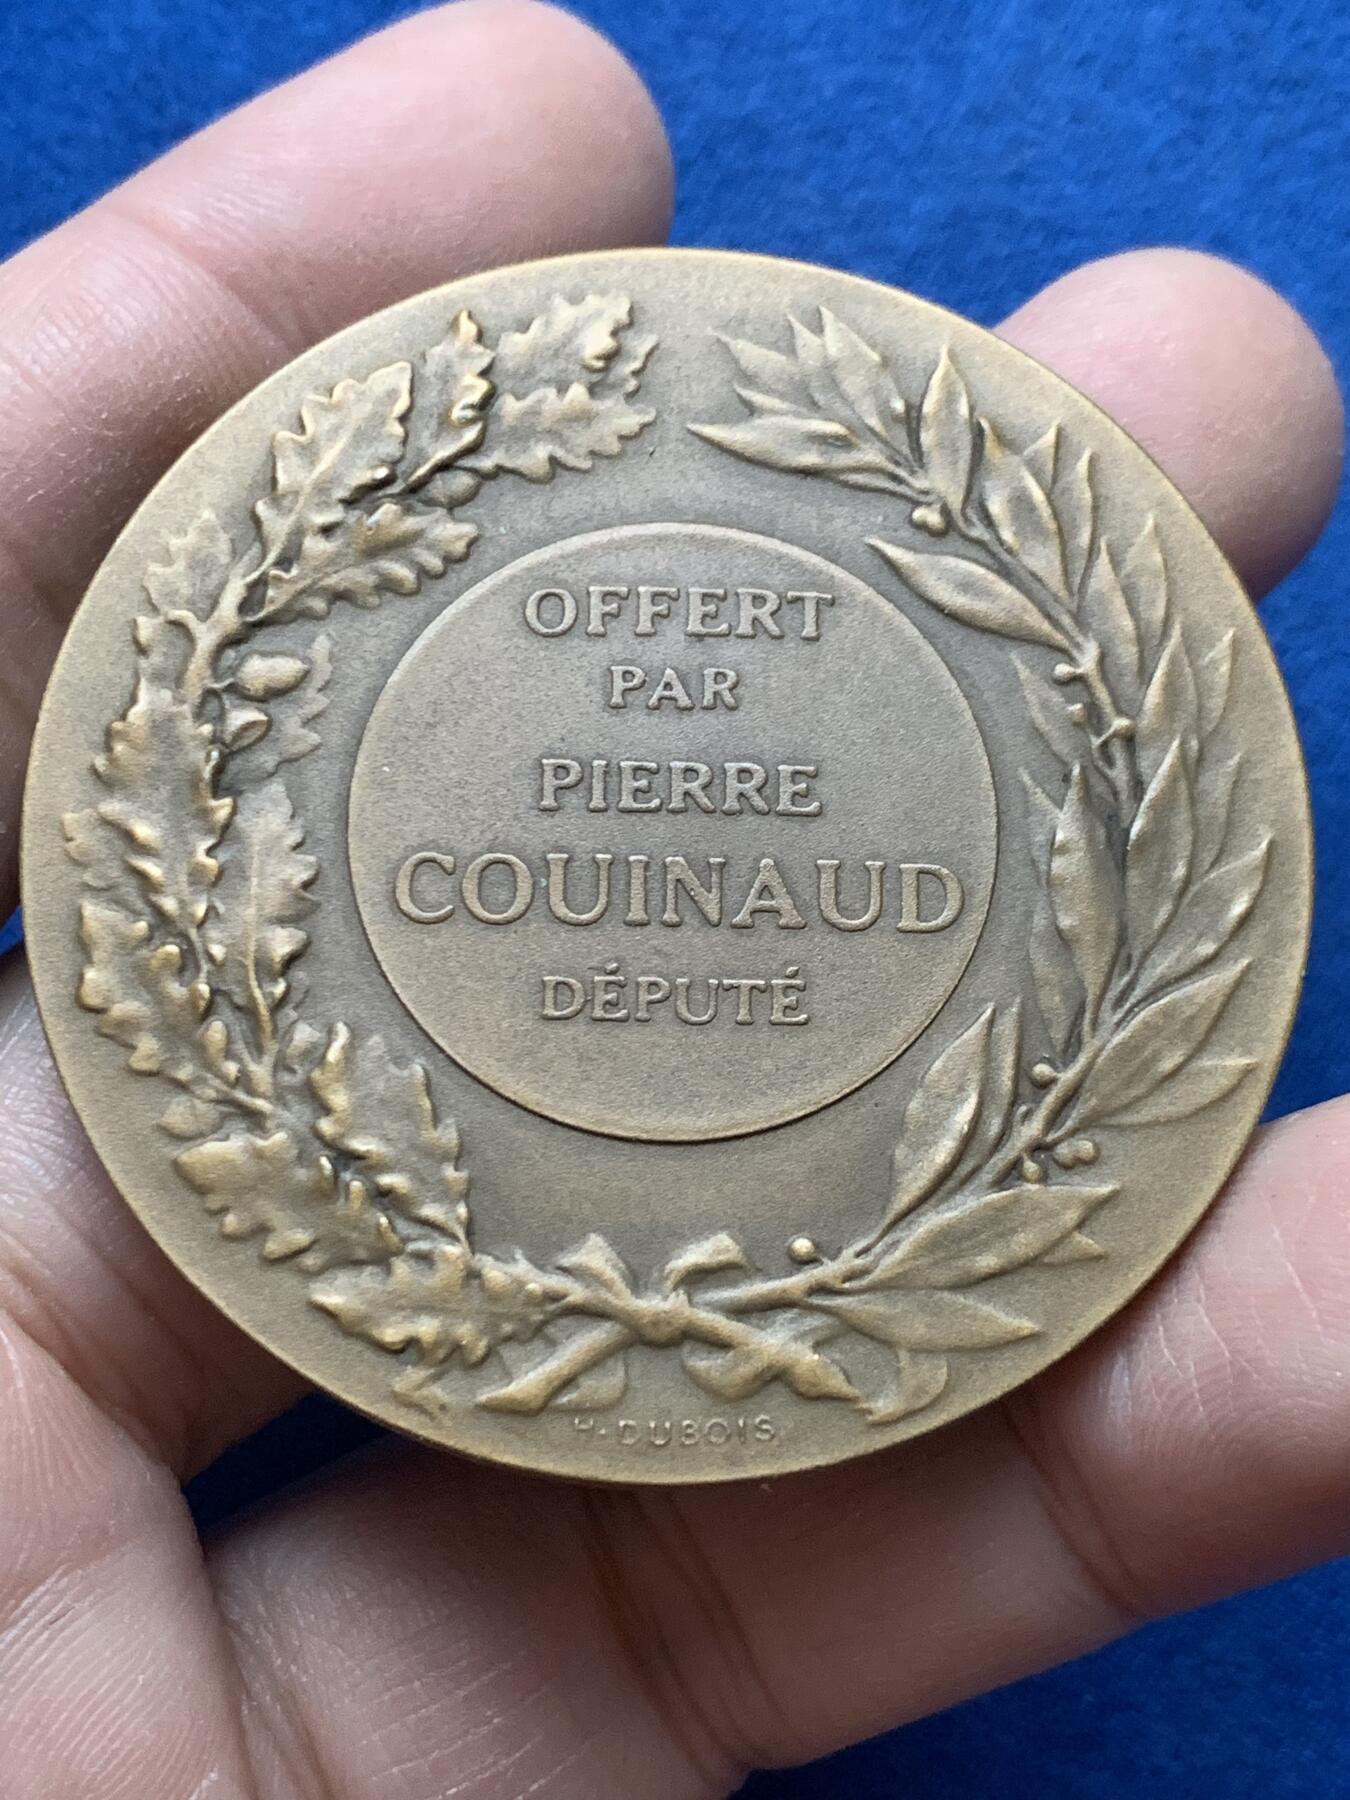 OFFERT
PAR
PIERRE
COUINAUD
DÉPUTÉ
H. DUBOIS